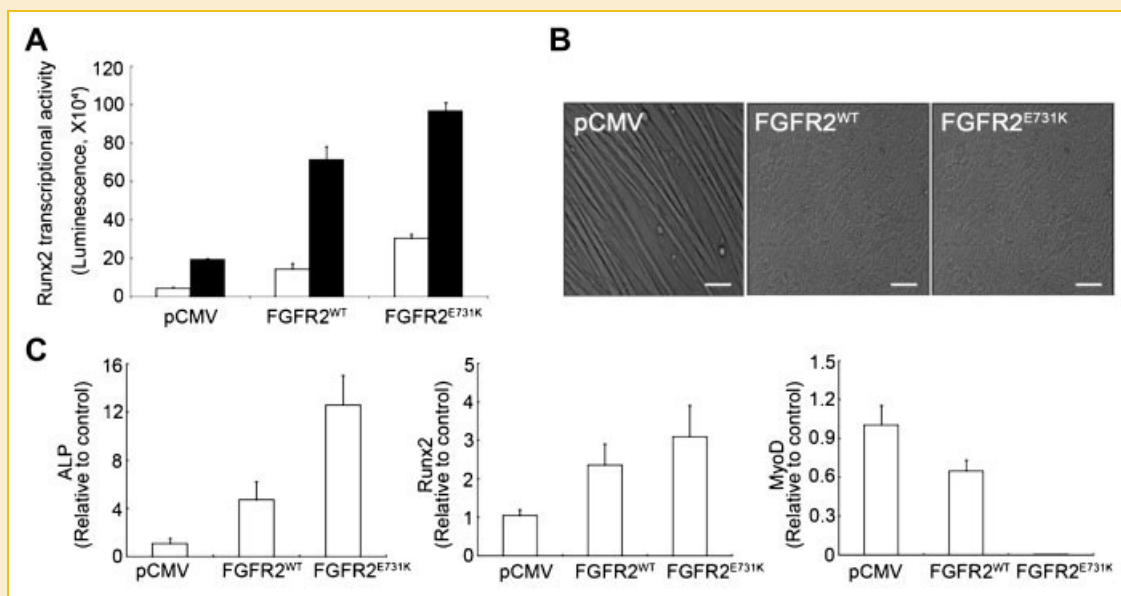 A
Runx2 transcriptional activity
(Luminescence, X10⁴)
120
100
80
60
40
20
0
pCMV
FGFR2ᵂᵀ
FGFR2ᴱ⁷³¹ᴷ
B
pCMV
FGFR2ᵂᵀ
FGFR2ᴱ⁷³¹ᴷ
C
ALP
(Relative to control)
16
12
8
4
0
pCMV
FGFR2ᵂᵀ
FGFR2ᴱ⁷³¹ᴷ
Runx2
(Relative to control)
5
4
3
2
1
0
pCMV
FGFR2ᵂᵀ
FGFR2ᴱ⁷³¹ᴷ
MyoD
(Relative to control)
1.5
1.2
0.9
0.6
0.3
0
pCMV
FGFR2ᵂᵀ
FGFR2ᴱ⁷³¹ᴷ